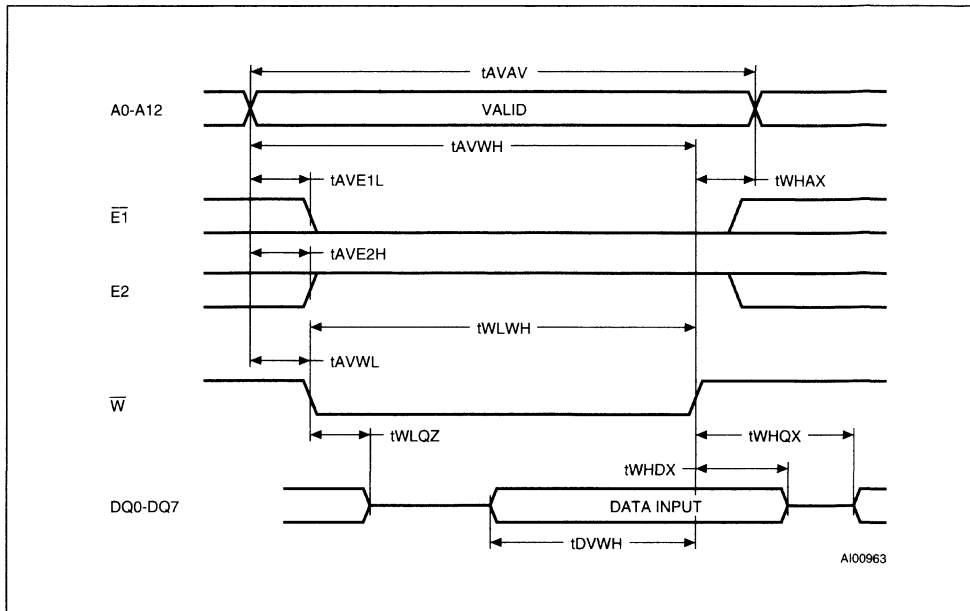 tAVAV
A0-A12
VALID
tAVWH
tAVE1L
tWHAX
E1
tAVE2H
E2
tWLWH
tAVWL
W
tWLQZ
tWHQX
tWHDX
DQ0-DQ7
DATA INPUT
tDVWH
AI00963